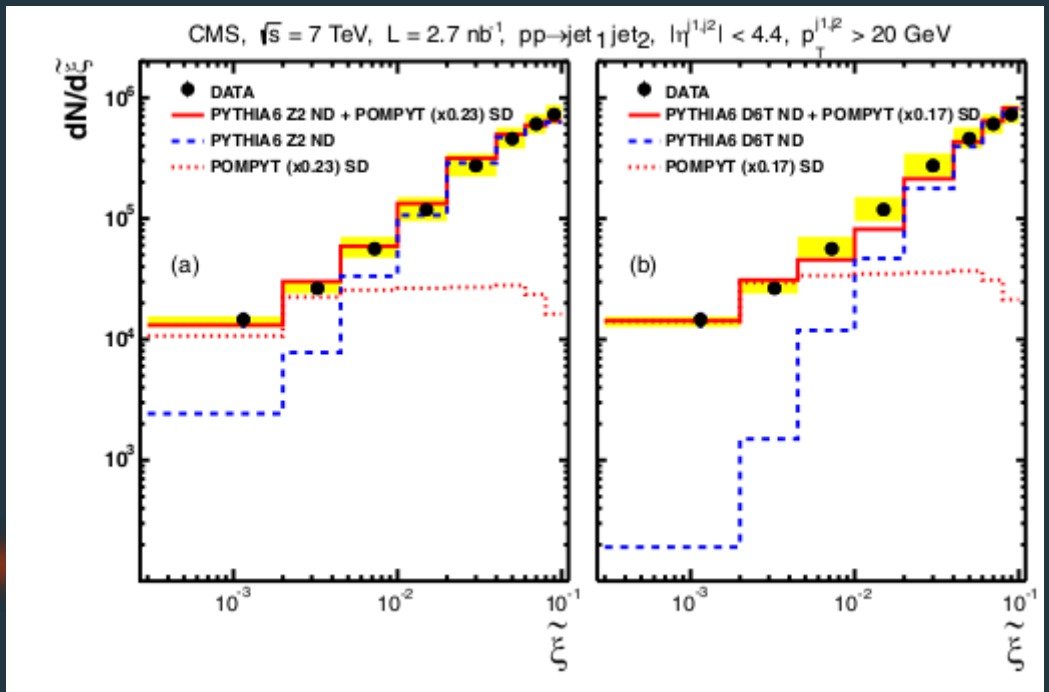 CMS, √s = 7 TeV, L = 2.7 nb⁻¹, pp→jet₁jet₂, |η^{j1,j2}| < 4.4, p_T^{j1,j2} > 20 GeV
dN/dξ̃
10⁶
10⁵
10⁴
10³
DATA
PYTHIA6 Z2 ND + POMPYT (x0.23) SD
PYTHIA6 Z2 ND
POMPYT (x0.23) SD
(a)
10⁻³ 10⁻² 10⁻¹
ξ̃
DATA
PYTHIA6 D6T ND + POMPYT (x0.17) SD
PYTHIA6 D6T ND
POMPYT (x0.17) SD
(b)
10⁻³ 10⁻² 10⁻¹
ξ̃